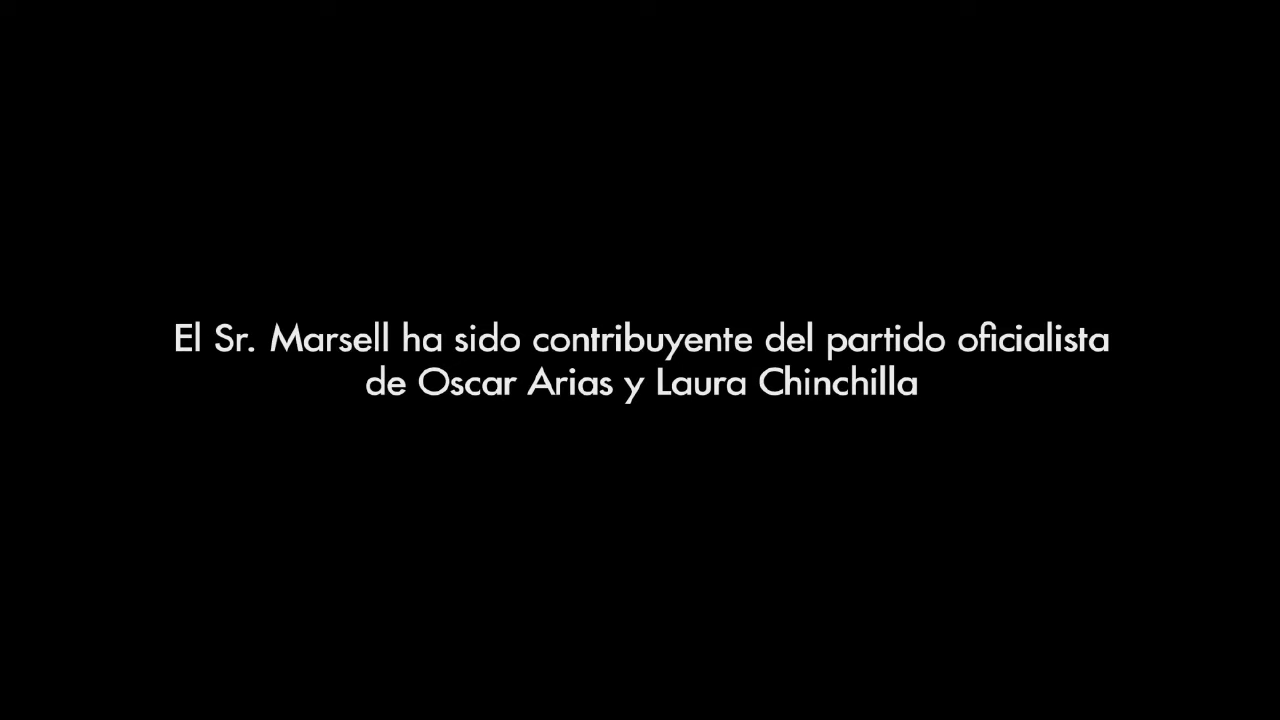 El Sr. Marsell ha sido contribuyente del partido oficialista
de Oscar Arias y Laura Chinchilla